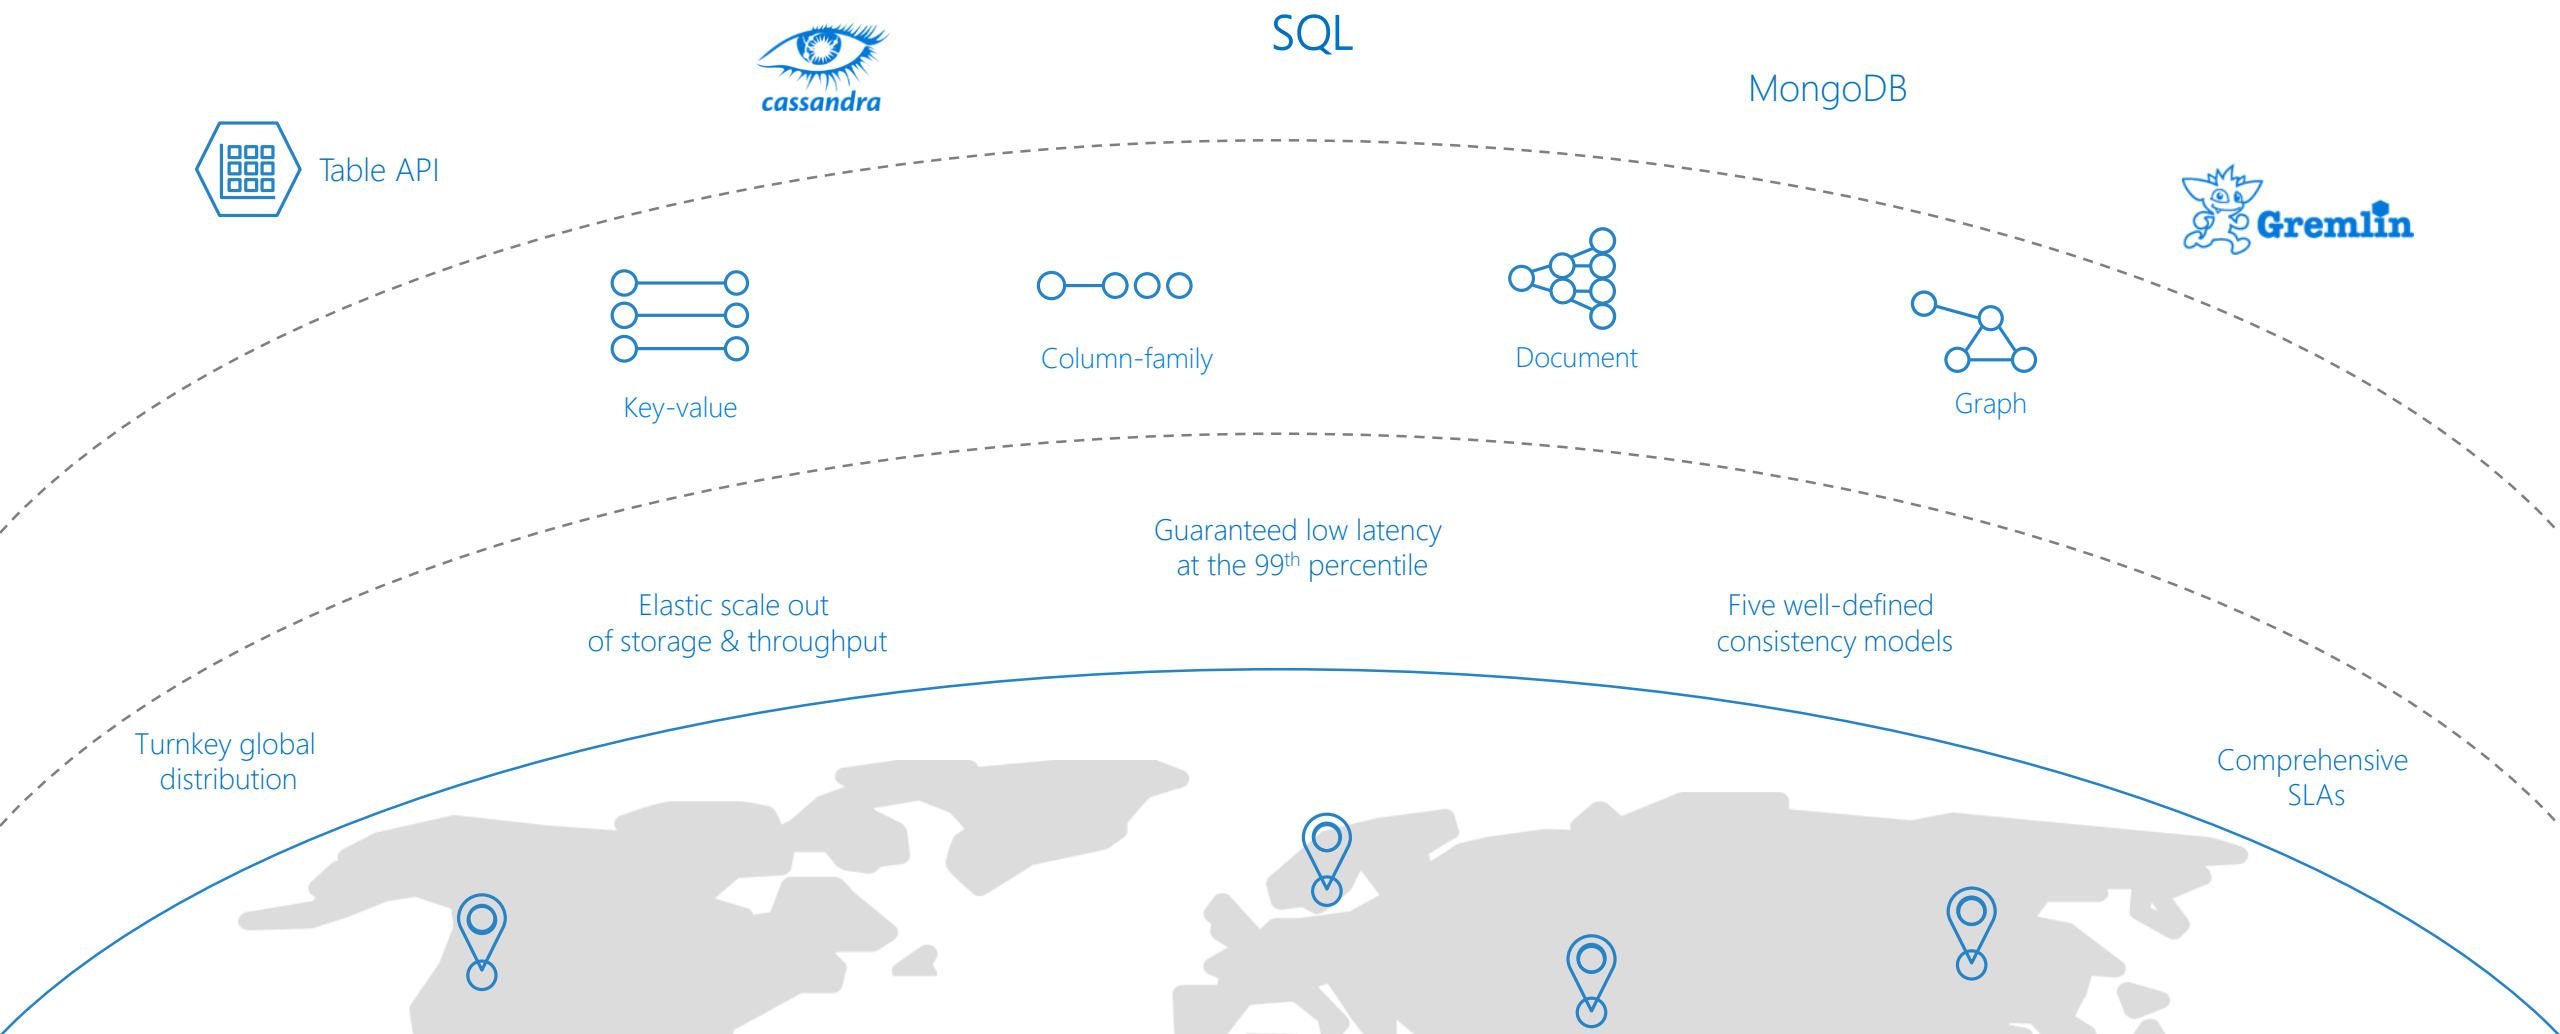 SQL
cassandra
MongoDB
Table API
Gremlin
Key-value
Column-family
Document
Graph
Guaranteed low latency
at the 99th percentile
Elastic scale out
of storage & throughput
Five well-defined
consistency models
Turnkey global
distribution
Comprehensive
SLAs